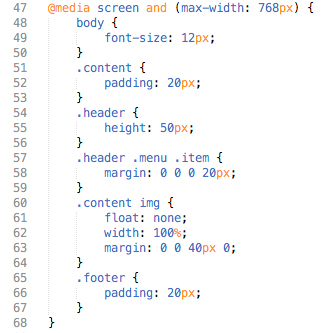 47 @media screen and (max-width: 768px) {
48     body {
49         font-size: 12px;
50     }
51     .content {
52         padding: 20px;
53     }
54     .header {
55         height: 50px;
56     }
57     .header .menu .item {
58         margin: 0 0 0 20px;
59     }
60     .content img {
61         float: none;
62         width: 100%;
63         margin: 0 0 40px 0;
64     }
65     .footer {
66         padding: 20px;
67     }
68 }